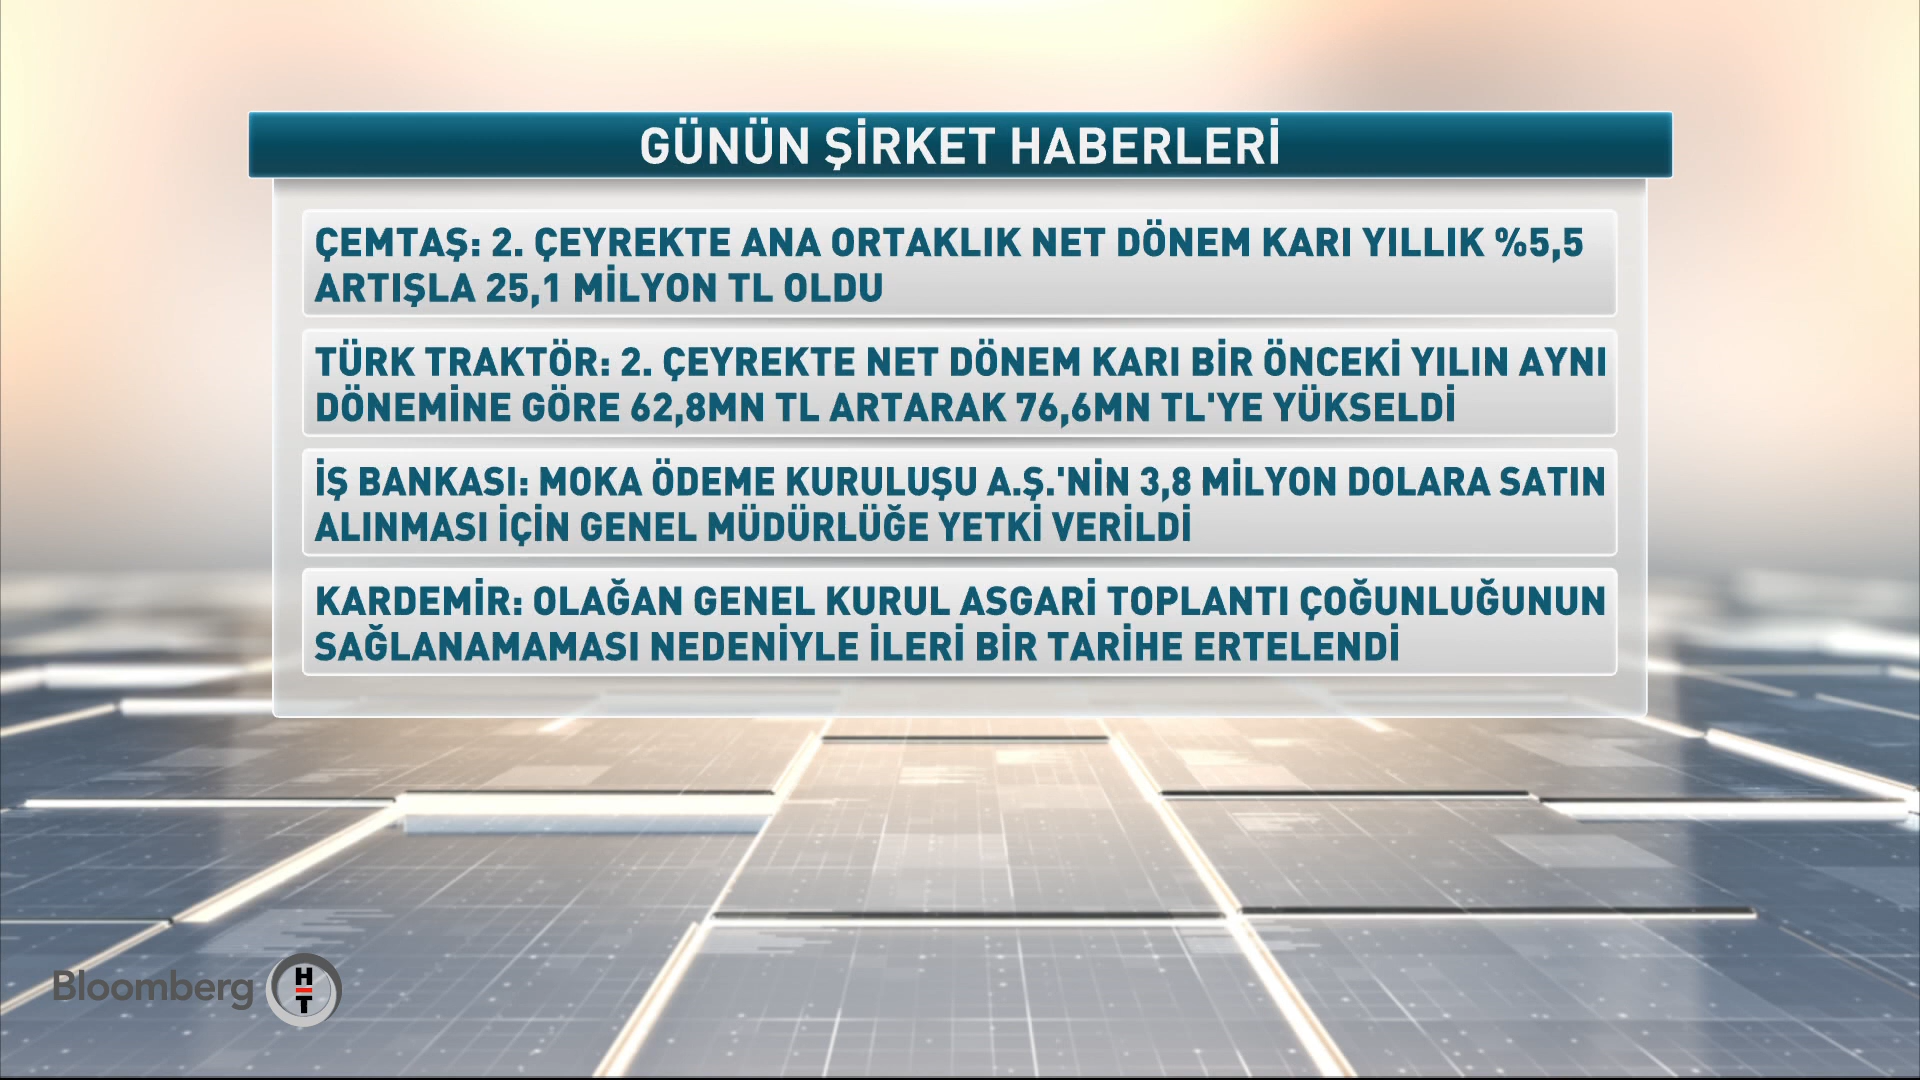 GÜNÜN ŞİRKET HABERLERİ
ÇEMTAŞ: 2. ÇEYREKTE ANA ORTAKLIK NET DÖNEM KARI YILLIK %5,5
ARTIŞLA 25,1 MİLYON TL OLDU
TÜRK TRAKTÖR: 2. ÇEYREKTE NET DÖNEM KARI BİR ÖNCEKİ YILIN AYNI
DÖNEMİNE GÖRE 62,8MN TL ARTARAK 76,6MN TL'YE YÜKSELDİ
İŞ BANKASI: MOKA ÖDEME KURULUŞU A.Ş.'NİN 3,8 MİLYON DOLARA SATIN
ALINMASI İÇİN GENEL MÜDÜRLÜĞE YETKİ VERİLDİ
KARDEMİR: OLAĞAN GENEL KURUL ASGARİ TOPLANTI ÇOĞUNLUĞUNUN
SAĞLANAMAMASI NEDENİYLE İLERİ BİR TARİHE ERTELENDİ
Bloomberg HT